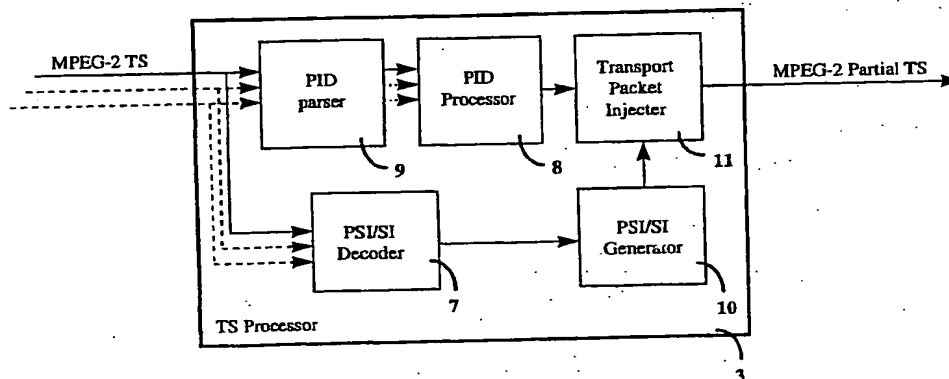 MPEG-2 TS
PID
parser
9
PID
Processor
8
Transport
Packet
Injecter
11
MPEG-2 Partial TS
PSI/SI
Decoder
7
PSI/SI
Generator
10
TS Processor
3